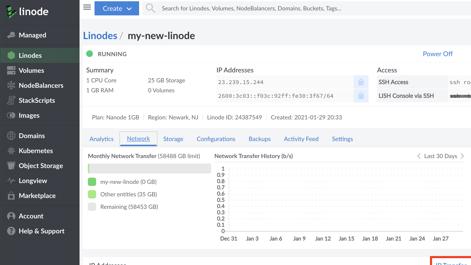 linode
Create
Search for Linodes, Volumes, NodeBalancers, Domains, Buckets, Tags...
Managed
Linodes
Volumes
NodeBalancers
StackScripts
Images
Domains
Kubernetes
Object Storage
Longview
Marketplace
Account
Help & Support
Linodes / my-new-linode
RUNNING
Power Off
Summary
1 CPU Core
25 GB Storage
1 GB RAM
0 Volumes
IP Addresses
23.239.15.244
2600:3c03::f03c:92ff:fe30:3f67/64
Access
SSH Access
ssh ro
LISH Console via SSH
Plan: Nanode 1GB
Region: Newark, NJ
Linode ID: 24387549
Created: 2021-01-29 20:33
Analytics
Network
Storage
Configurations
Backups
Activity Feed
Settings
Monthly Network Transfer (58488 GB limit)
my-new-linode (0 GB)
Other entities (35 GB)
Remaining (58453 GB)
Network Transfer History (b/s)
Last 30 Days
1
0.9
0.8
0.7
0.6
0.5
0.4
0.3
0.2
0.1
0
Dec 31
Jan 3
Jan 6
Jan 9
Jan 12
Jan 15
Jan 18
Jan 21
Jan 24
Jan 27